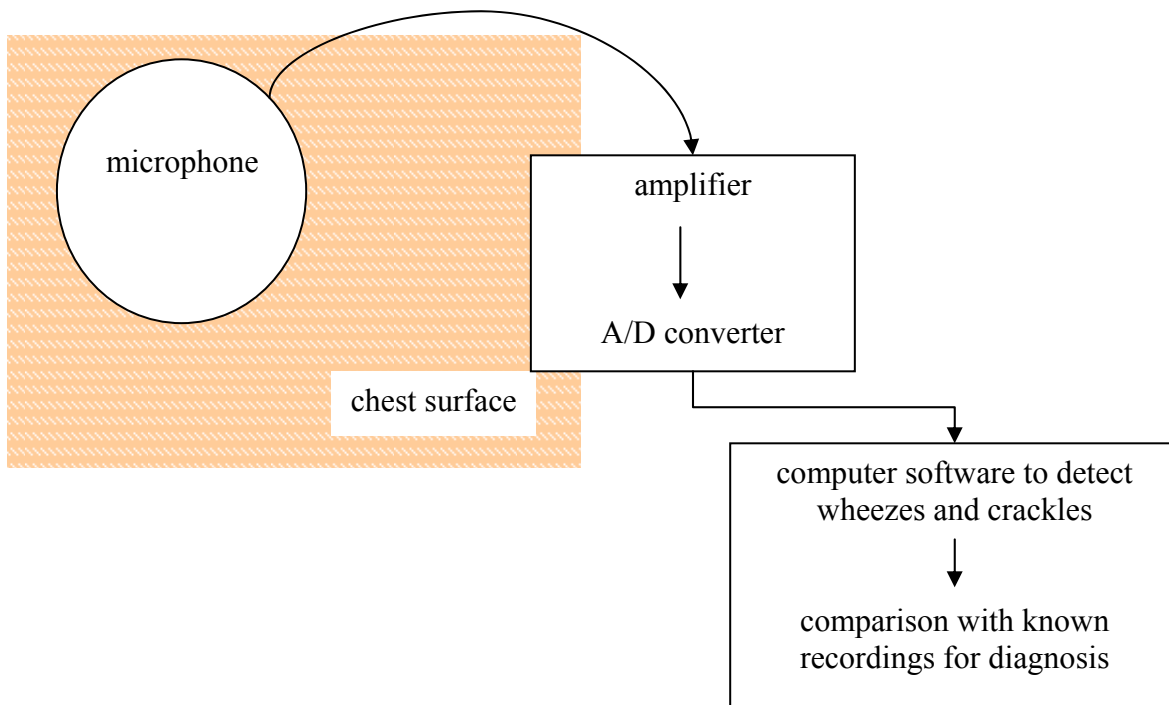 microphone
amplifier
A/D converter
chest surface
computer software to detect
wheezes and crackles
comparison with known
recordings for diagnosis